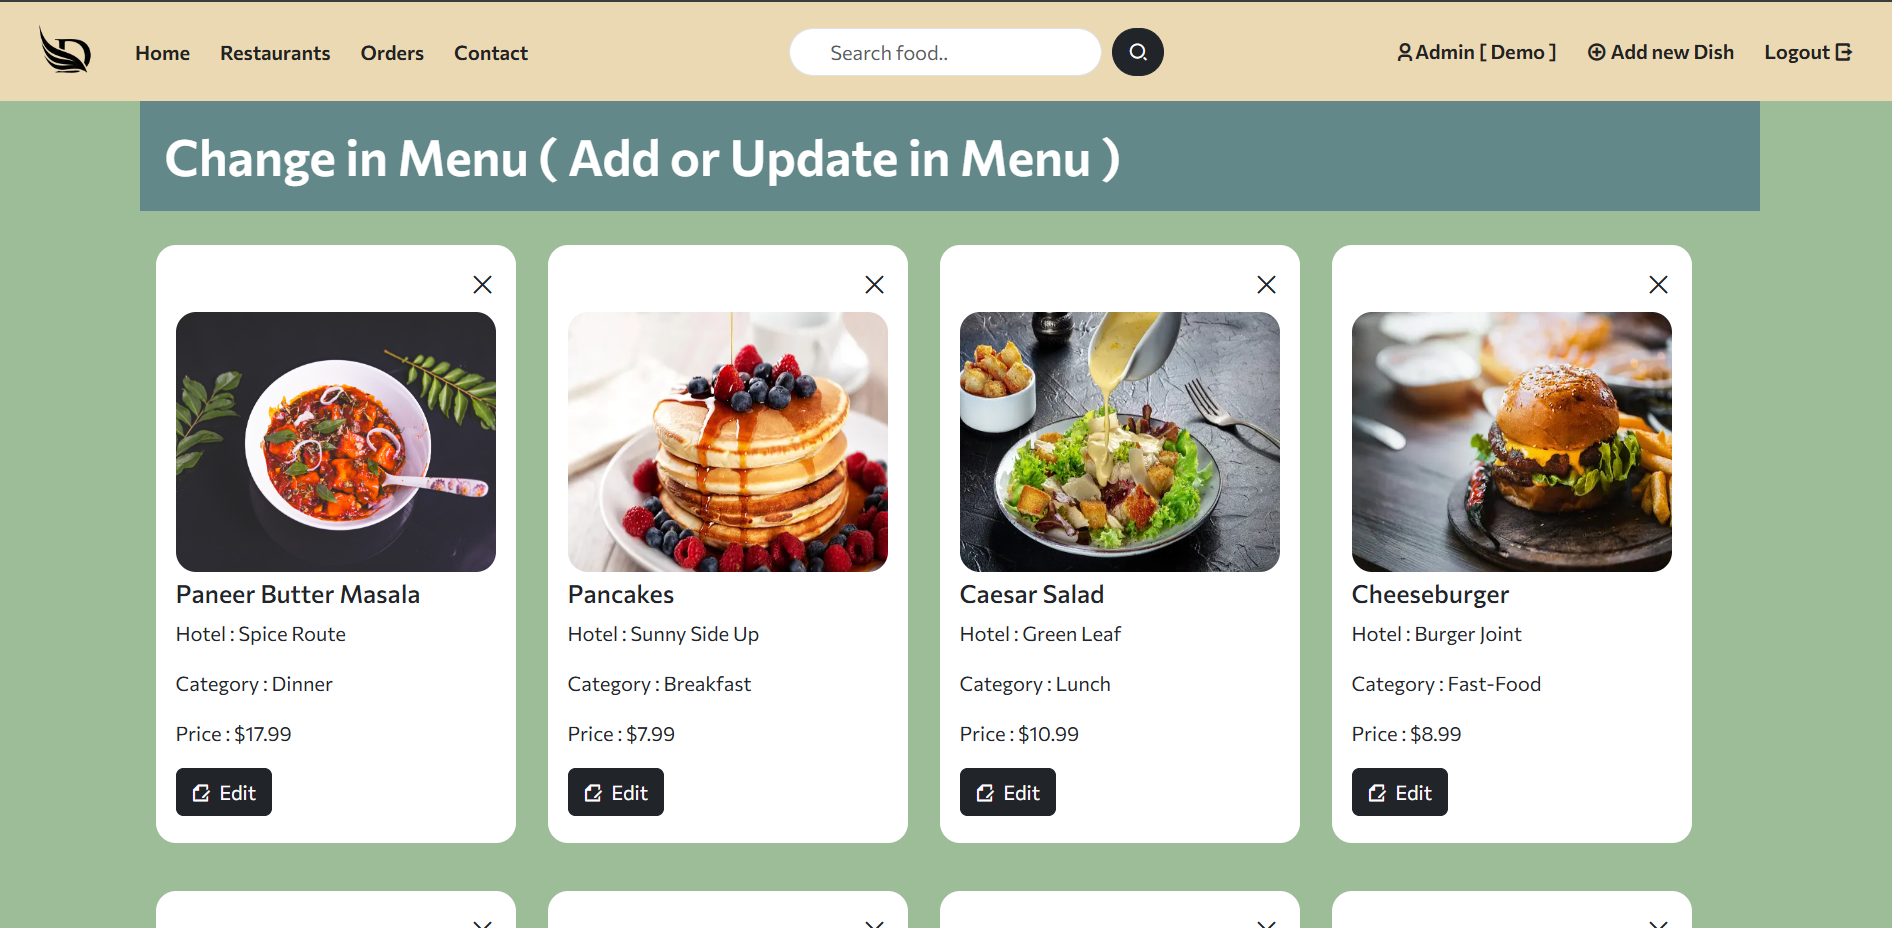 Home Restaurants Orders Contact Search food.. Admin [ Demo ] Add new Dish Logout
Change in Menu ( Add or Update in Menu )
Paneer Butter Masala
Hotel : Spice Route
Category : Dinner
Price : $17.99
Edit
Pancakes
Hotel : Sunny Side Up
Category : Breakfast
Price : $7.99
Edit
Caesar Salad
Hotel : Green Leaf
Category : Lunch
Price : $10.99
Edit
Cheeseburger
Hotel : Burger Joint
Category : Fast-Food
Price : $8.99
Edit